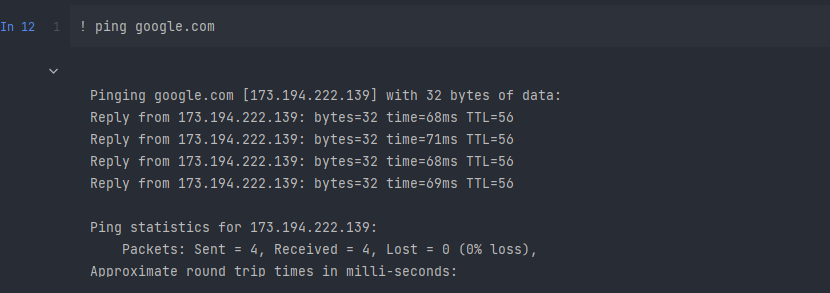 In 12 1 ! ping google.com
Pinging google.com [173.194.222.139] with 32 bytes of data:
Reply from 173.194.222.139: bytes=32 time=68ms TTL=56
Reply from 173.194.222.139: bytes=32 time=71ms TTL=56
Reply from 173.194.222.139: bytes=32 time=68ms TTL=56
Reply from 173.194.222.139: bytes=32 time=69ms TTL=56
Ping statistics for 173.194.222.139:
Packets: Sent = 4, Received = 4, Lost = 0 (0% loss),
Approximate round trip times in milli-seconds: